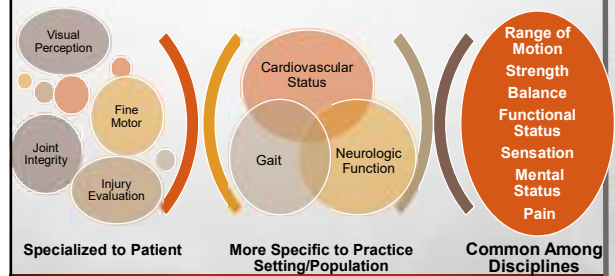 Visual
Perception
Fine
Motor
Joint
Integrity
Injury
Evaluation
Specialized to Patient
Cardiovascular
Status
Gait
Neurologic
Function
More Specific to Practice
Setting/Population
Range of
Motion
Strength
Balance
Functional
Status
Sensation
Mental
Status
Pain
Common Among
Disciplines